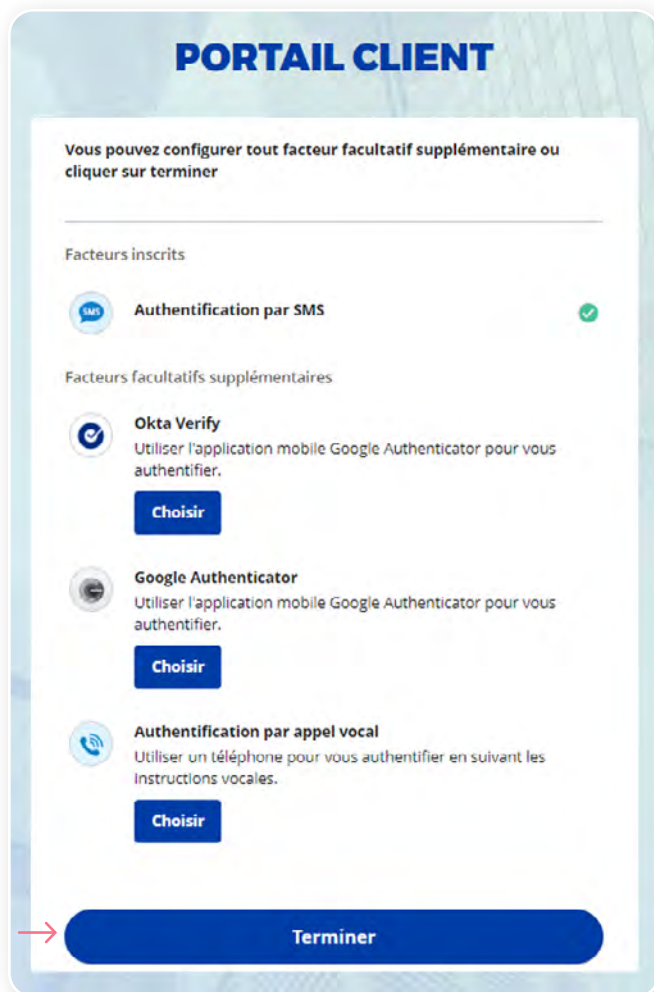 PORTAIL CLIENT
Vous pouvez configurer tout facteur facultatif supplémentaire ou
cliquer sur terminer
Facteurs inscrits
SMS
Authentification par SMS
Facteurs facultatifs supplémentaires
Okta Verify
Utiliser l'application mobile Google Authenticator pour vous
authentifier.
Choisir
Google Authenticator
Utiliser l'application mobile Google Authenticator pour vous
authentifier.
Choisir
Authentification par appel vocal
Utiliser un téléphone pour vous authentifier en suivant les
instructions vocales.
Choisir
Terminer